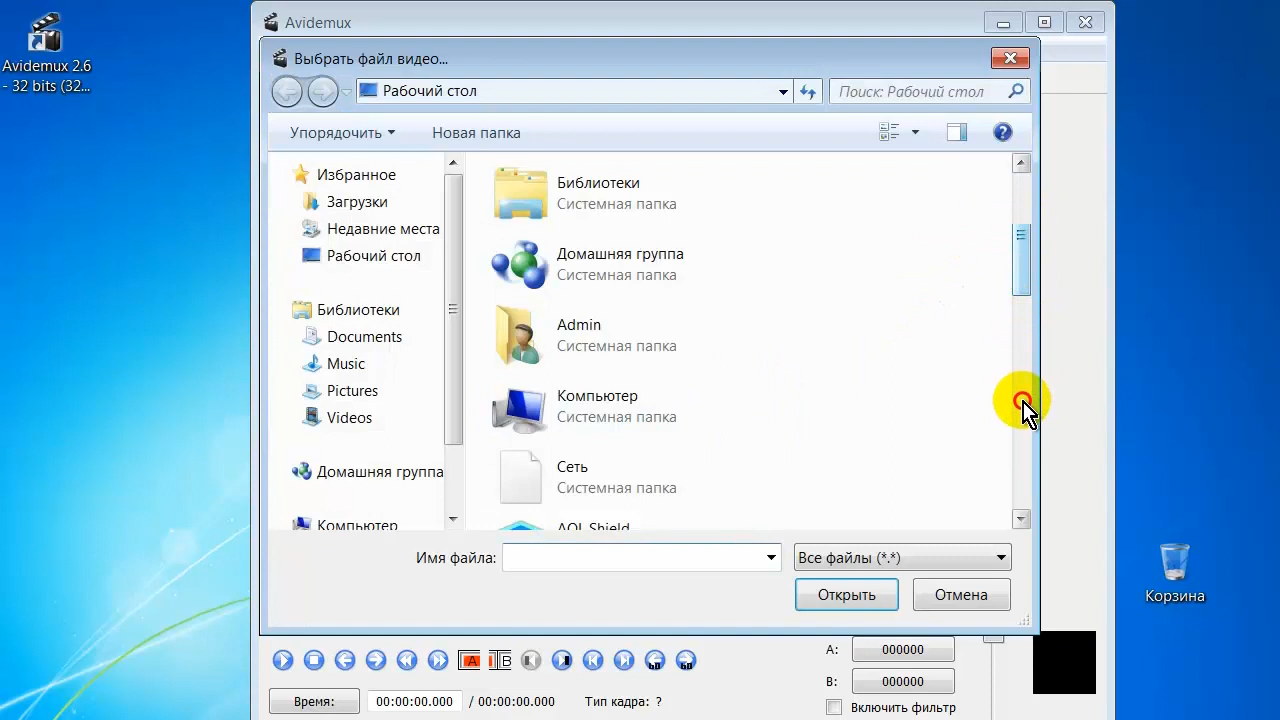 Avidemux 2.6
- 32 bits (32...
Avidemux
Выбрать файл видео...
Рабочий стол
Поиск: Рабочий стол
Упорядочить
Новая папка
Избранное
Загрузки
Недавние места
Рабочий стол
Библиотеки
Documents
Music
Pictures
Videos
Домашняя группа
Компьютер
Библиотеки
Системная папка
Домашняя группа
Системная папка
Admin
Системная папка
Компьютер
Системная папка
Сеть
Системная папка
AOL Shield
Имя файла:
Все файлы (*.*)
Открыть
Отмена
Корзина
A
B
60
60
A:
000000
B:
000000
Время:
00:00:00.000
/ 00:00:00.000
Тип кадра: ?
Включить фильтр